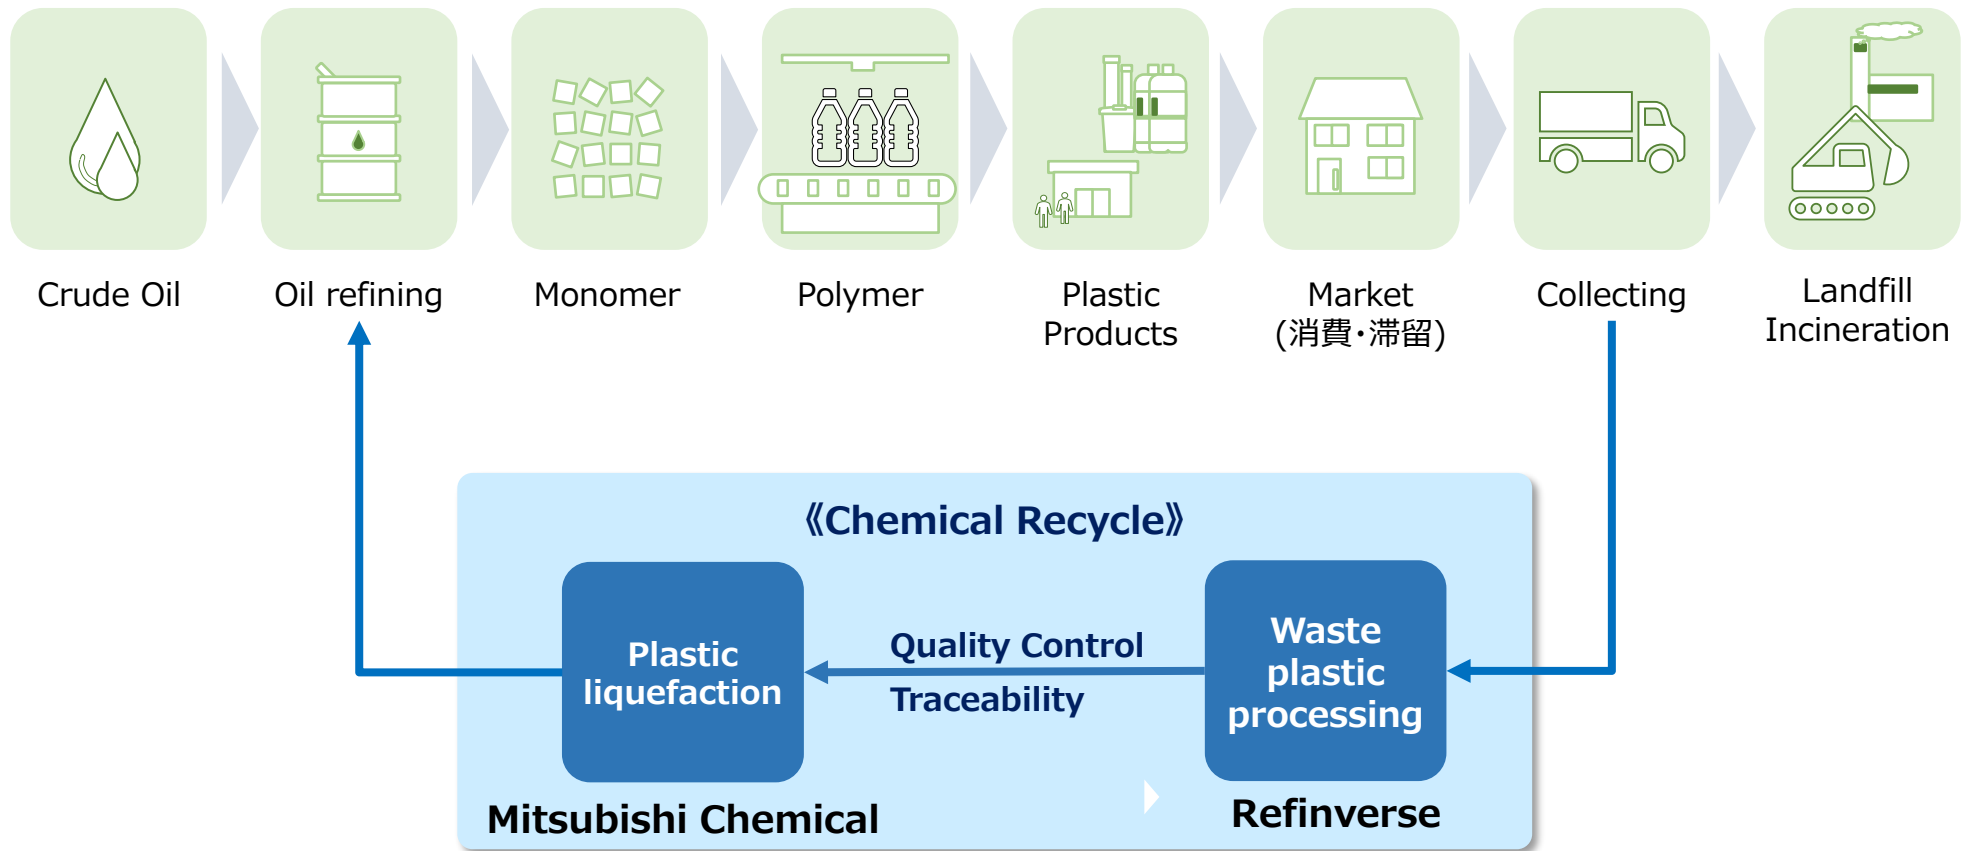 Crude Oil
Oil refining
Monomer
Polymer
Plastic
Products
Market
(消費・滞留)
Collecting
Landfill
Incineration
《Chemical Recycle》
Plastic
liquefaction
Quality Control
Traceability
Waste
plastic
processing
Mitsubishi Chemical
Refinverse